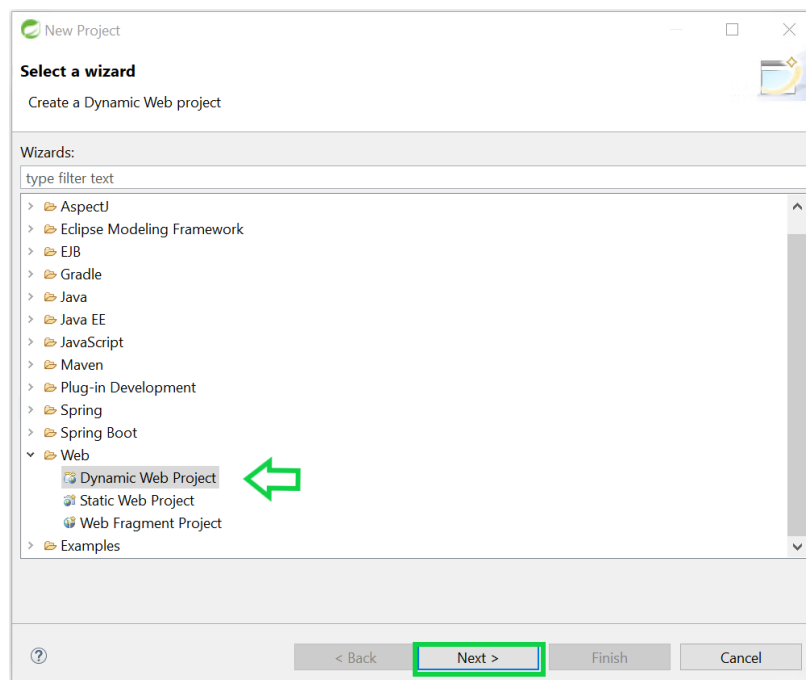 New Project
Select a wizard
Create a Dynamic Web project
Wizards:
type filter text
AspectJ
Eclipse Modeling Framework
EJB
Gradle
Java
Java EE
JavaScript
Maven
Plug-in Development
Spring
Spring Boot
Web
Dynamic Web Project
Static Web Project
Web Fragment Project
Examples
? < Back Next > Finish Cancel